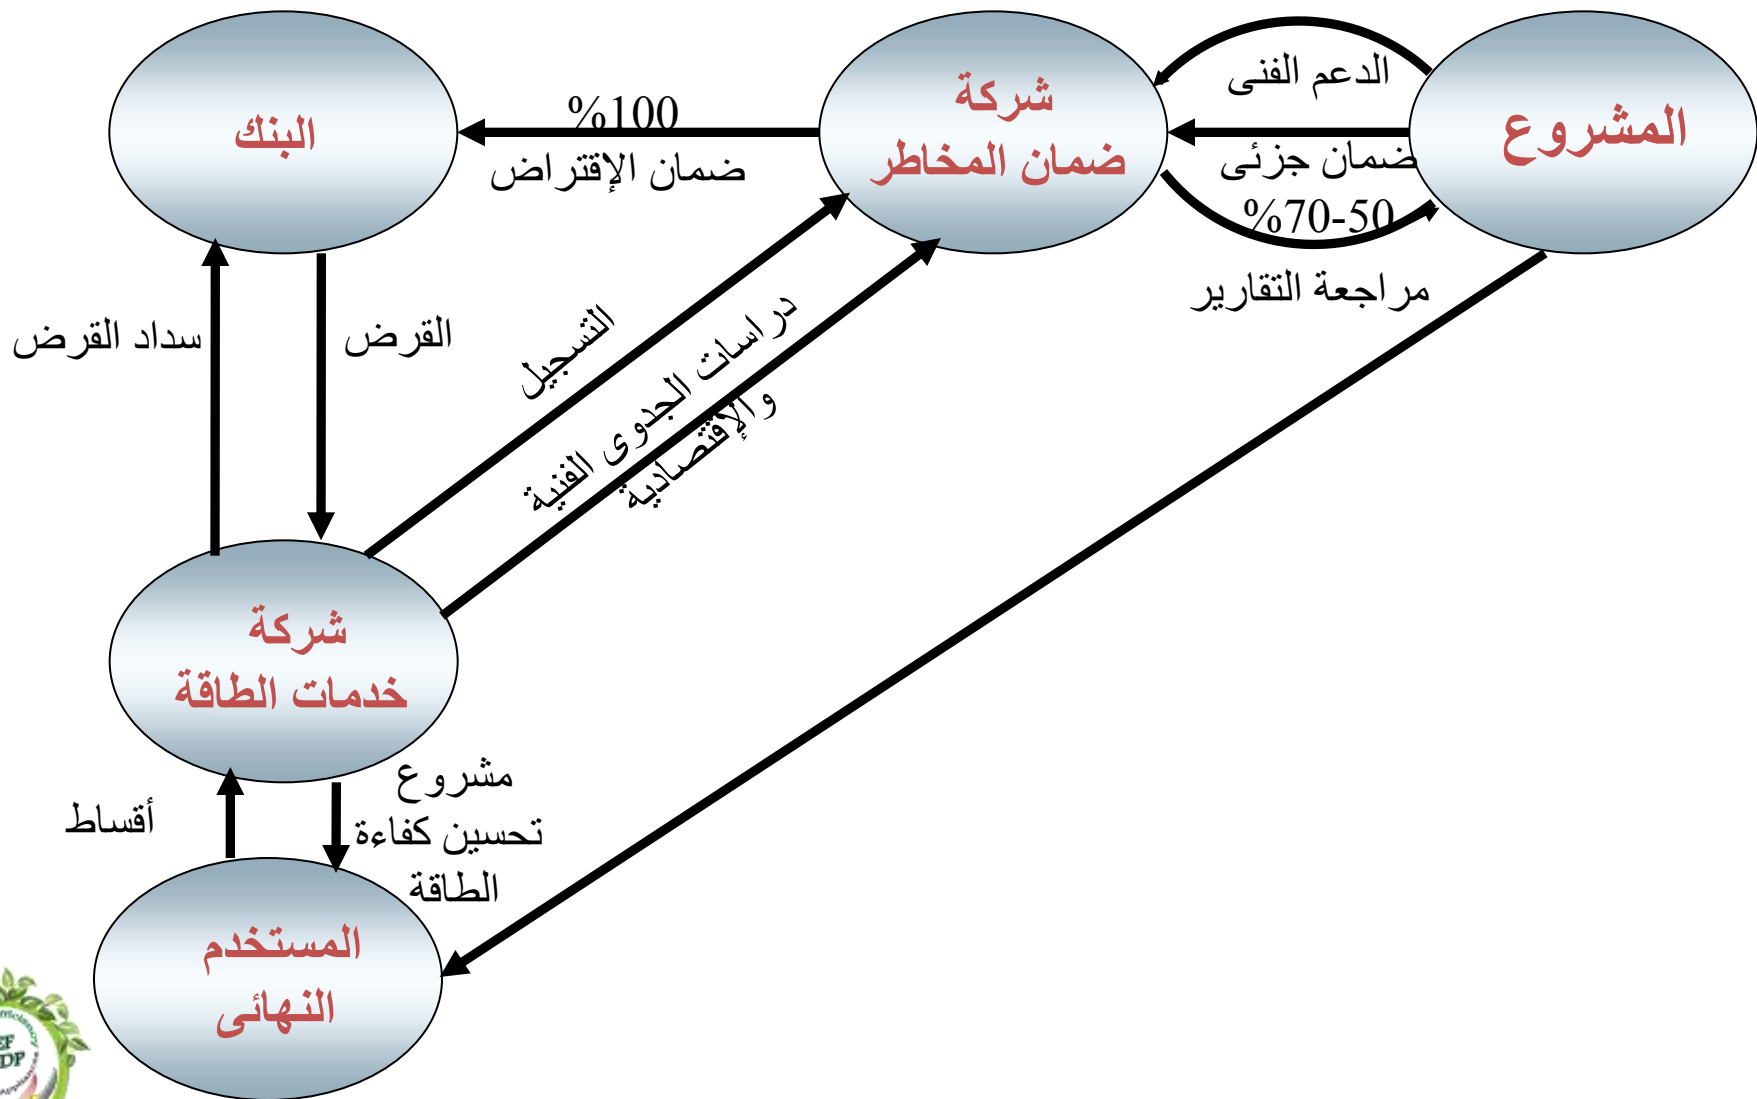 المشروع
الدعم الفنى
ضمان جزئى
%70-50
مراجعة التقارير
شركة
ضمان المخاطر
%100
ضمان الإقتراض
البنك
سداد القرض
القرض
التسجيل
دراسات الجدوى الفنية
والإقتصادية
شركة
خدمات الطاقة
أقساط
مشروع
تحسين كفاءة
الطاقة
المستخدم
النهائى